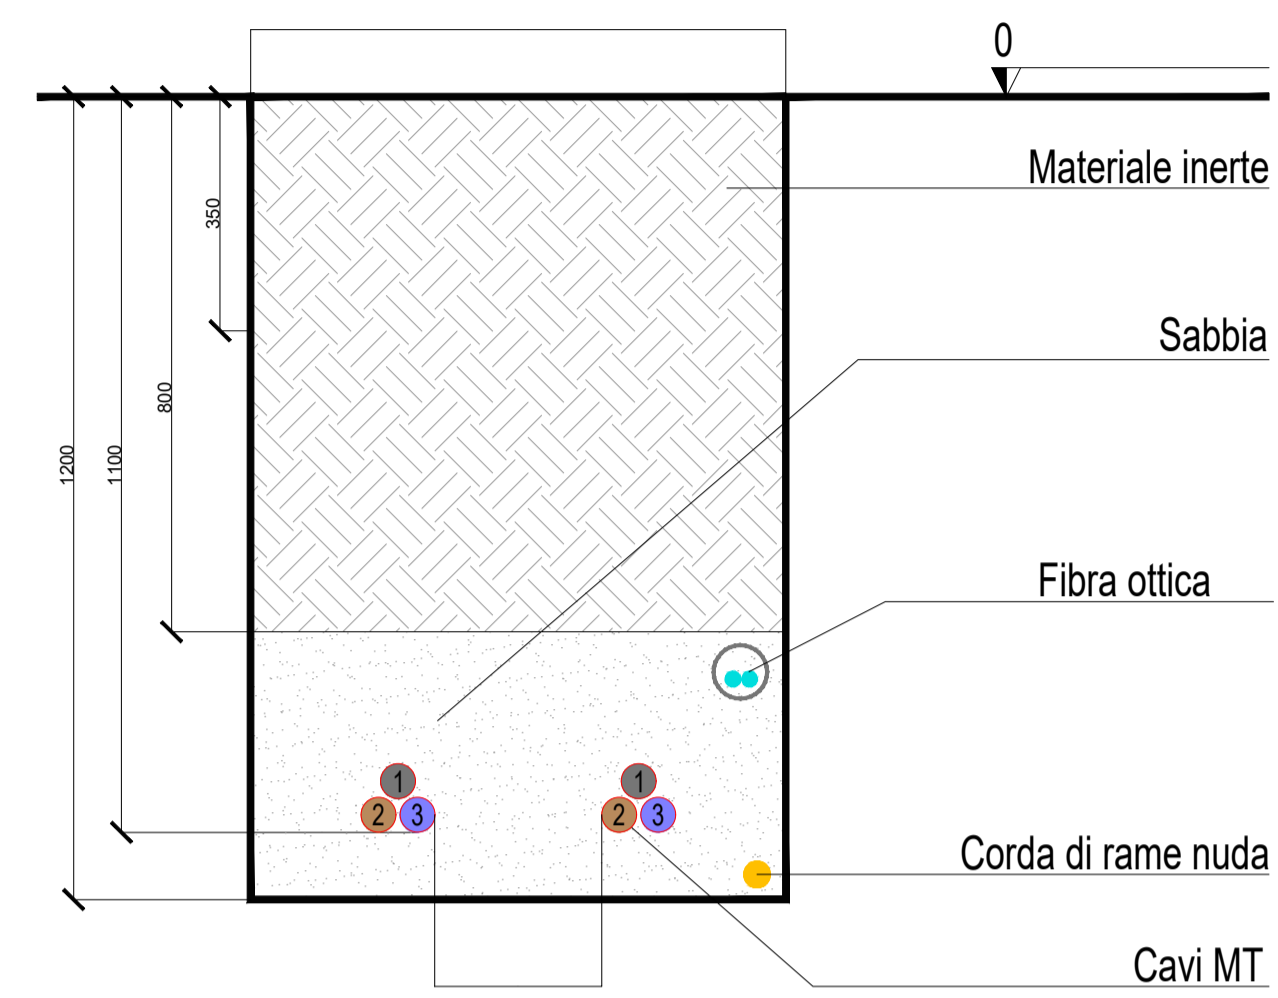 0
Materiale inerte
350
Sabbia
800
1200
1100
Fibra ottica
1
1
2
3
2
3
Corda di rame nuda
Cavi MT